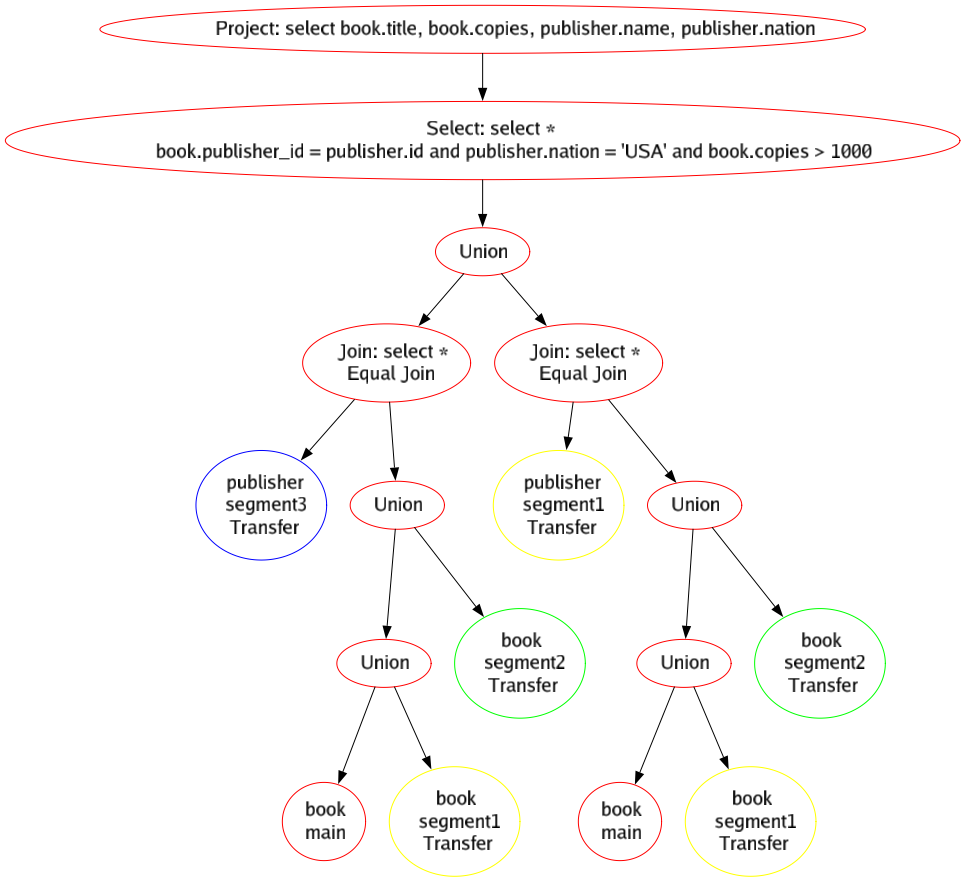 Project: select book.title, book.copies, publisher.name, publisher.nation
Select: select *
book.publisher_id = publisher.id and publisher.nation = 'USA' and book.copies > 1000
Union
Join: select *
Equal Join
Join: select *
Equal Join
publisher
segment3
Transfer
Union
publisher
segment1
Transfer
Union
Union
book
segment2
Transfer
Union
book
segment2
Transfer
book
main
book
segment1
Transfer
book
main
book
segment1
Transfer